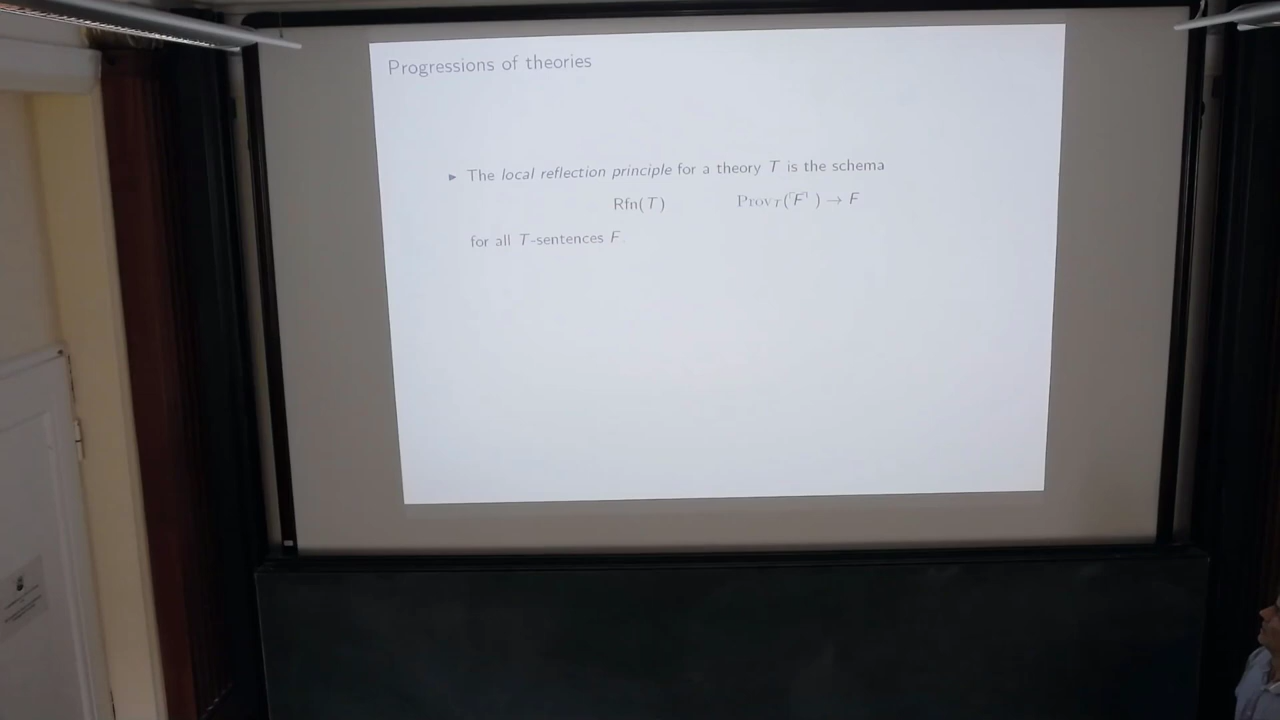 Progressions of theories
▸ The local reflection principle for a theory T is the schema
Rfn(T) Prov_T(⌜F⌝) → F
for all T-sentences F.